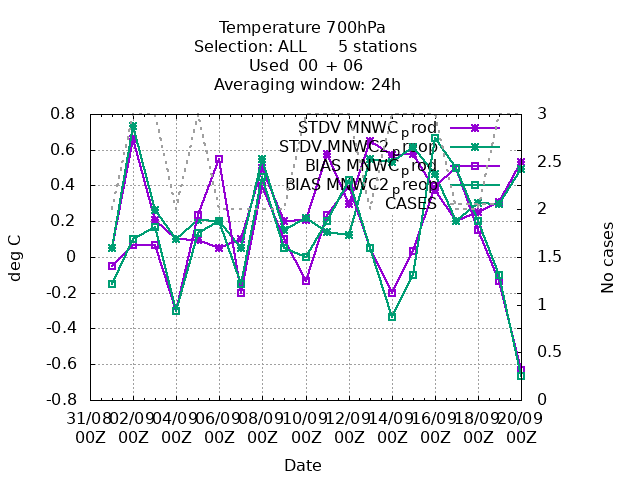 Temperature 700hPa
Selection: ALL      5 stations
Used  00 + 06
Averaging window: 24h
0.8
0.6
0.4
0.2
0
-0.2
-0.4
-0.6
-0.8
3
2.5
2
1.5
1
0.5
0
STDV MNWC_prod
STDV MNWC2_preop
BIAS MNWC_prod
BIAS MNWC2_preop
CASES
deg C
No cases
31/08 02/09 04/09 06/09 08/09 10/09 12/09 14/09 16/09 18/09 20/09
00Z 00Z 00Z 00Z 00Z 00Z 00Z 00Z 00Z 00Z 00Z
Date